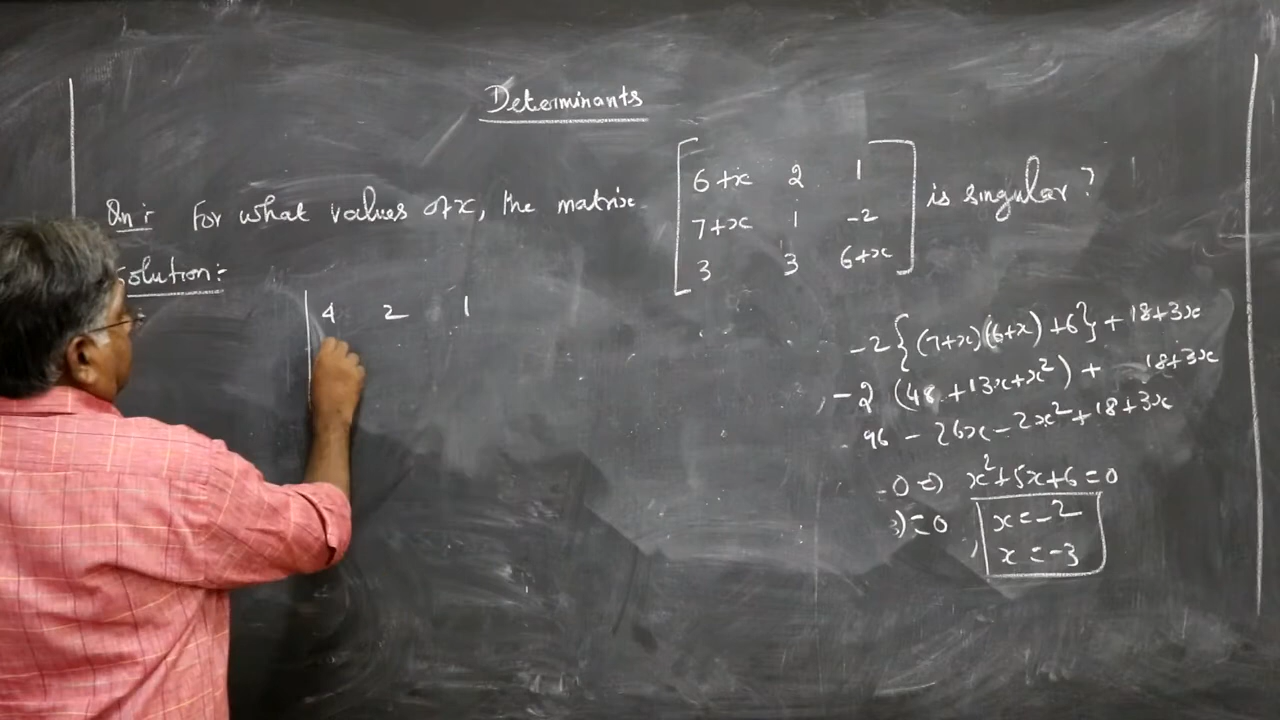 Determinants
Qn :- For what values of x, the matrix [ 6+x 2 1 is singular?
7+x 1 -2
3 3 6+x ]
Solution:-
| 4 2 1
-2 { (7+x)(6+x) +6} + 18+3x
-2 (48 + 13x+x²) + 18+3x
- 96 - 26x - 2x² + 18+3x
-0 ⇒ x²+5x+6=0
)=0 , x=-2
x=-3